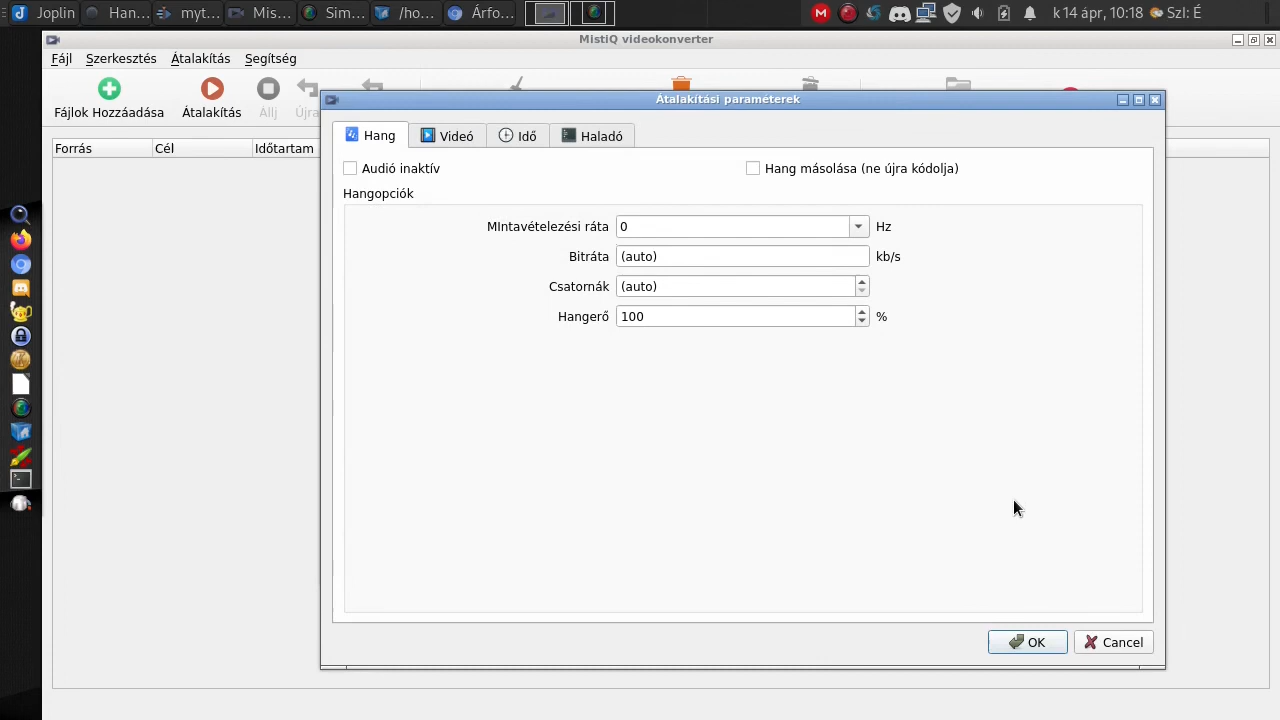 Joplin
Han...
myt...
Mis...
Sim...
/ho...
Árfo...
k 14 ápr, 10:18
Szl: É
MistiQ videokonverter
Fájl Szerkesztés Átalakítás Segítség
Fájlok Hozzáadása Átalakítás Állj Újra
Forrás Cél Időtartam
Átalakítási paraméterek
Hang Videó Idő Haladó
Audió inaktív Hang másolása (ne újra kódolja)
Hangopciók
MIntavételezési ráta 0 Hz
Bitráta (auto) kb/s
Csatornák (auto)
Hangerő 100 %
OK Cancel